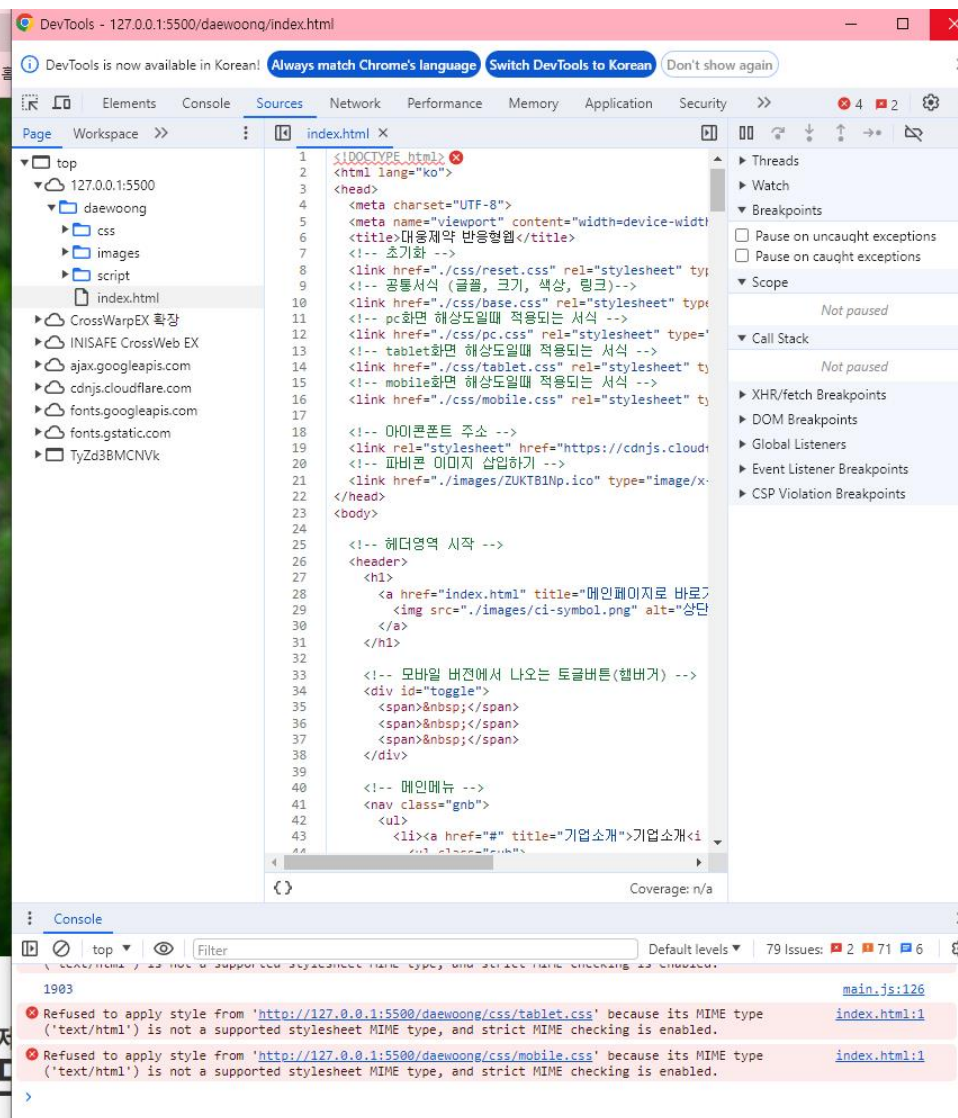 DevTools - 127.0.0.1:5500/daewoong/index.html
DevTools is now available in Korean! Always match Chrome's language Switch DevTools to Korean Don't show again
Elements Console Sources Network Performance Memory Application Security 4 2
Page Workspace index.html
top
127.0.0.1:5500
daewoong
css
images
script
index.html
CrossWarpEX 확장
INISAFE CrossWeb EX
ajax.googleapis.com
cdnjs.cloudflare.com
fonts.googleapis.com
fonts.gstatic.com
TyZd3BMCNVk
1 <!DOCTYPE html>
2 <html lang="ko">
3 <head>
4 <meta charset="UTF-8">
5 <meta name="viewport" content="width=device-width
6 <title>대웅제약 반응형웹</title>
7 <!-- 초기화 -->
8 <link href="./css/reset.css" rel="stylesheet" typ
9 <!-- 공통서식 (글꼴, 크기, 색상, 링크)-->
10 <link href="./css/base.css" rel="stylesheet" type
11 <!-- pc화면 해상도일때 적용되는 서식 -->
12 <link href="./css/pc.css" rel="stylesheet" type="
13 <!-- tablet화면 해상도일때 적용되는 서식 -->
14 <link href="./css/tablet.css" rel="stylesheet" ty
15 <!-- mobile화면 해상도일때 적용되는 서식 -->
16 <link href="./css/mobile.css" rel="stylesheet" ty
17
18 <!-- 아이콘폰트 주소 -->
19 <link rel="stylesheet" href="https://cdnjs.cloudf
20 <!-- 파비콘 이미지 삽입하기 -->
21 <link href="./images/ZUKTB1Np.ico" type="image/x-
22 </head>
23 <body>
24
25 <!-- 헤더영역 시작 -->
26 <header>
27 <h1>
28 <a href="index.html" title="메인페이지로 바로가
29 <img src="./images/ci-symbol.png" alt="상단
30 </a>
31 </h1>
32
33 <!-- 모바일 버전에서 나오는 토글버튼(햄버거) -->
34 <div id="toggle">
35 <span>&nbsp;</span>
36 <span>&nbsp;</span>
37 <span>&nbsp;</span>
38 </div>
39
40 <!-- 메인메뉴 -->
41 <nav class="gnb">
42 <ul>
43 <li><a href="#" title="기업소개">기업소개<i
44 <ul class="sub">
{} Coverage: n/a
Threads
Watch
Breakpoints
Pause on uncaught exceptions
Pause on caught exceptions
Scope
Not paused
Call Stack
Not paused
XHR/fetch Breakpoints
DOM Breakpoints
Global Listeners
Event Listener Breakpoints
CSP Violation Breakpoints
Console
top Filter Default levels 79 Issues: 2 71 6
('text/html') is not a supported stylesheet MIME type, and strict MIME checking is enabled.
1903 main.js:126
Refused to apply style from 'http://127.0.0.1:5500/daewoong/css/tablet.css' because its MIME type index.html:1
('text/html') is not a supported stylesheet MIME type, and strict MIME checking is enabled.
Refused to apply style from 'http://127.0.0.1:5500/daewoong/css/mobile.css' because its MIME type index.html:1
('text/html') is not a supported stylesheet MIME type, and strict MIME checking is enabled.